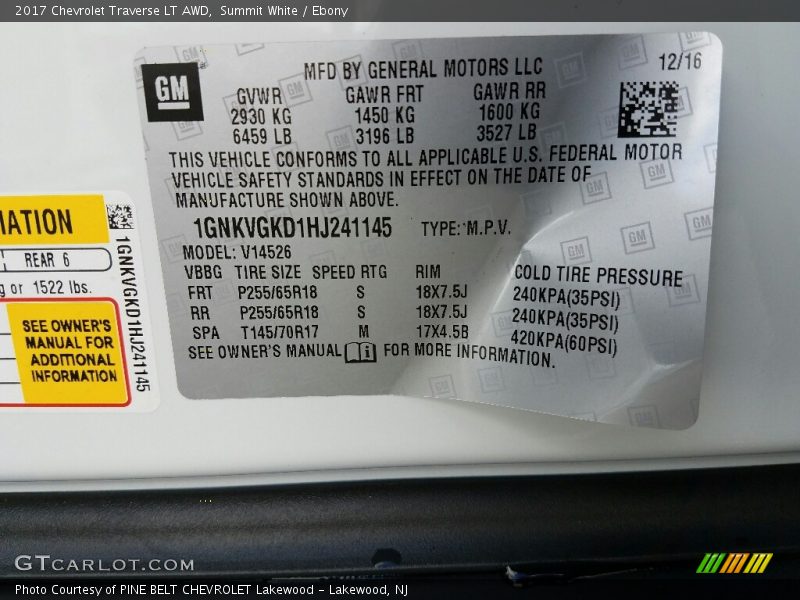 2017 Chevrolet Traverse LT AWD,  Summit White / Ebony
GM
MFD BY GENERAL MOTORS LLC
12/16
GVWR GAWR FRT GAWR RR
2930 KG 1450 KG 1600 KG
6459 LB 3196 LB 3527 LB
THIS VEHICLE CONFORMS TO ALL APPLICABLE U.S. FEDERAL MOTOR
VEHICLE SAFETY STANDARDS IN EFFECT ON THE DATE OF
MANUFACTURE SHOWN ABOVE.
1GNKVGKD1HJ241145 TYPE: M.P.V.
MODEL: V14526
VBBG TIRE SIZE SPEED RTG RIM COLD TIRE PRESSURE
FRT P255/65R18 S 18X7.5J 240KPA(35PSI)
RR P255/65R18 S 18X7.5J 240KPA(35PSI)
SPA T145/70R17 M 17X4.5B 420KPA(60PSI)
SEE OWNER'S MANUAL FOR MORE INFORMATION.
MATION
REAR 6
g or 1522 lbs.
SEE OWNER'S
MANUAL FOR
ADDITIONAL
INFORMATION
1GNKVGKD1HJ241145
GTCARLOT.COM
Photo Courtesy of PINE BELT CHEVROLET Lakewood - Lakewood, NJ